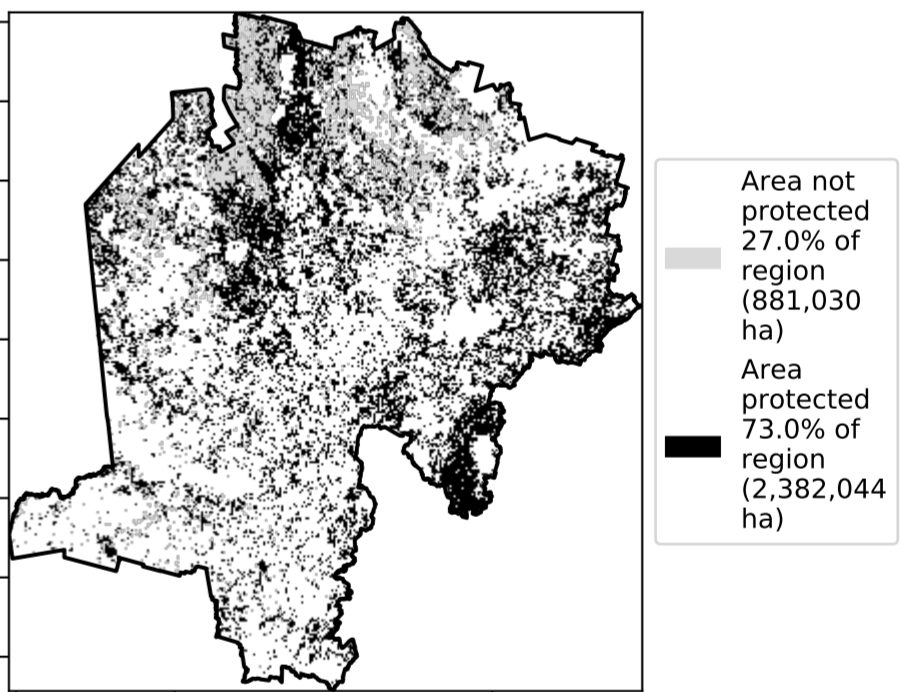 Area not
protected
27.0% of
region
(881,030
ha)
Area
protected
73.0% of
region
(2,382,044
ha)